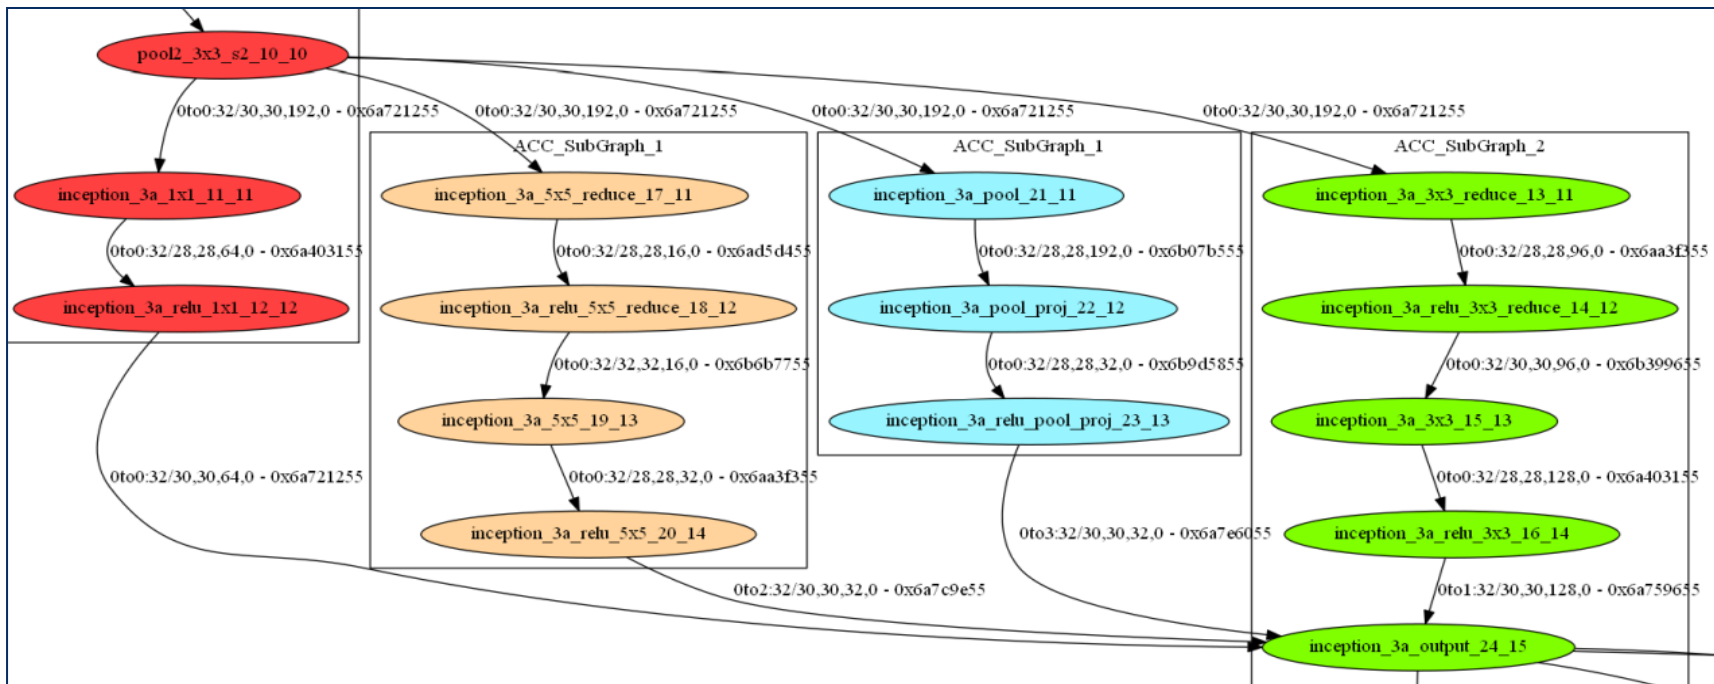 pool2_3x3_s2_10_10
0to0:32/30,30,192,0 - 0x6a721255
0to0:32/30,30,192,0 - 0x6a721255
0to0:32/30,30,192,0 - 0x6a721255
0to0:32/30,30,192,0 - 0x6a721255
ACC_SubGraph_1
ACC_SubGraph_1
ACC_SubGraph_2
inception_3a_1x1_11_11
inception_3a_5x5_reduce_17_11
inception_3a_pool_21_11
inception_3a_3x3_reduce_13_11
0to0:32/28,28,64,0 - 0x6a403155
0to0:32/28,28,16,0 - 0x6ad5d455
0to0:32/28,28,192,0 - 0x6b07b555
0to0:32/28,28,96,0 - 0x6aa3f355
inception_3a_relu_1x1_12_12
inception_3a_relu_5x5_reduce_18_12
inception_3a_pool_proj_22_12
inception_3a_relu_3x3_reduce_14_12
0to0:32/32,32,16,0 - 0x6b6b7755
0to0:32/28,28,32,0 - 0x6b9d5855
0to0:32/30,30,96,0 - 0x6b399655
inception_3a_5x5_19_13
inception_3a_relu_pool_proj_23_13
inception_3a_3x3_15_13
0to0:32/30,30,64,0 - 0x6a721255
0to0:32/28,28,32,0 - 0x6aa3f355
0to0:32/28,28,128,0 - 0x6a403155
inception_3a_relu_5x5_20_14
0to3:32/30,30,32,0 - 0x6a7e6055
inception_3a_relu_3x3_16_14
0to2:32/30,30,32,0 - 0x6a7c9e55
0to1:32/30,30,128,0 - 0x6a759655
inception_3a_output_24_15